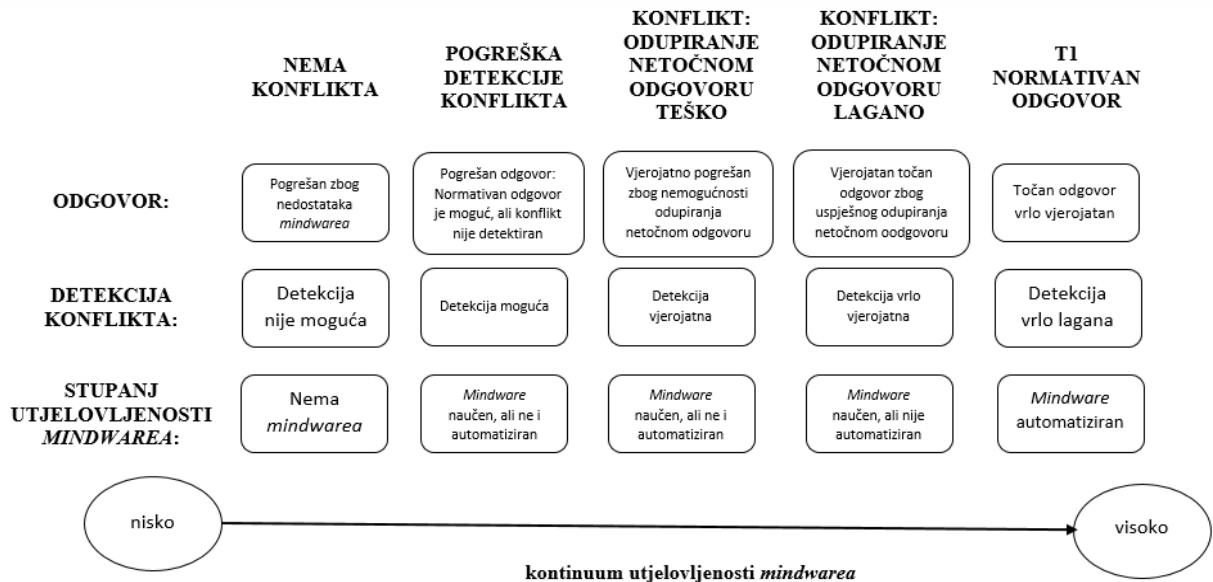 NEMA
KONFLIKTA
POGREŠKA
DETEKCIJE
KONFLIKTA
KONFLIKT:
ODUPIRANJE
NETOČNOM
ODGOVORU
TEŠKO
KONFLIKT:
ODUPIRANJE
NETOČNOM
ODGOVORU
LAGANO
T1
NORMATIVAN
ODGOVOR
ODGOVOR:
Pogrešan zbog
nedostataka
mindwarea
Pogrešan odgovor:
Normativan odgovor
je moguć, ali konflikt
nije detektiran
Vjerojatno pogrešan
zbog nemogućnosti
odupiranja
netočnom odgovoru
Vjerojatan točan
odgovor zbog
uspješnog odupiranja
netočnom oodgovoru
Točan odgovor
vrlo vjerojatan
DETEKCIJA
KONFLIKTA:
Detekcija
nije moguća
Detekcija moguća
Detekcija
vjerojatna
Detekcija vrlo
vjerojatna
Detekcija
vrlo lagana
STUPANJ
UTJELOVLJENOSTI
MINDWAREA:
Nema
mindwarea
Mindware
naučen, ali ne i
automatiziran
Mindware
naučen, ali ne i
automatiziran
Mindware
naučen, ali nije
automatiziran
Mindware
automatiziran
nisko
visoko
kontinuum utjelovljenosti mindwarea